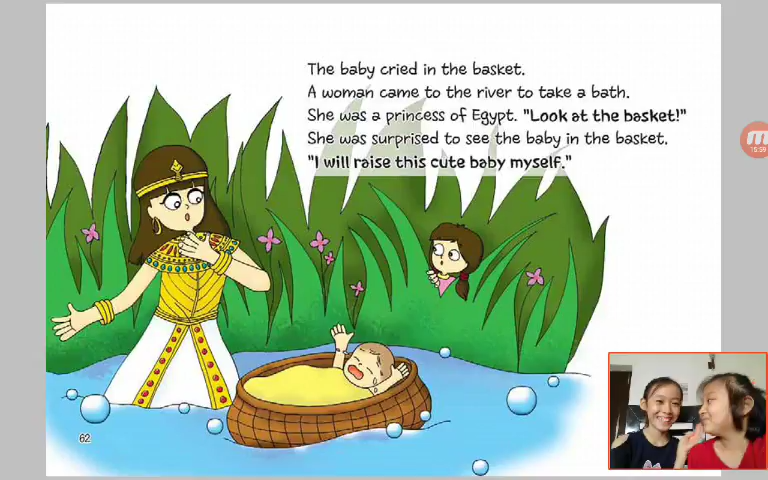 The baby cried in the basket.
A woman came to the river to take a bath.
She was a princess of Egypt. "Look at the basket!"
She was surprised to see the baby in the basket.
"I will raise this cute baby myself."
62
M
15:59